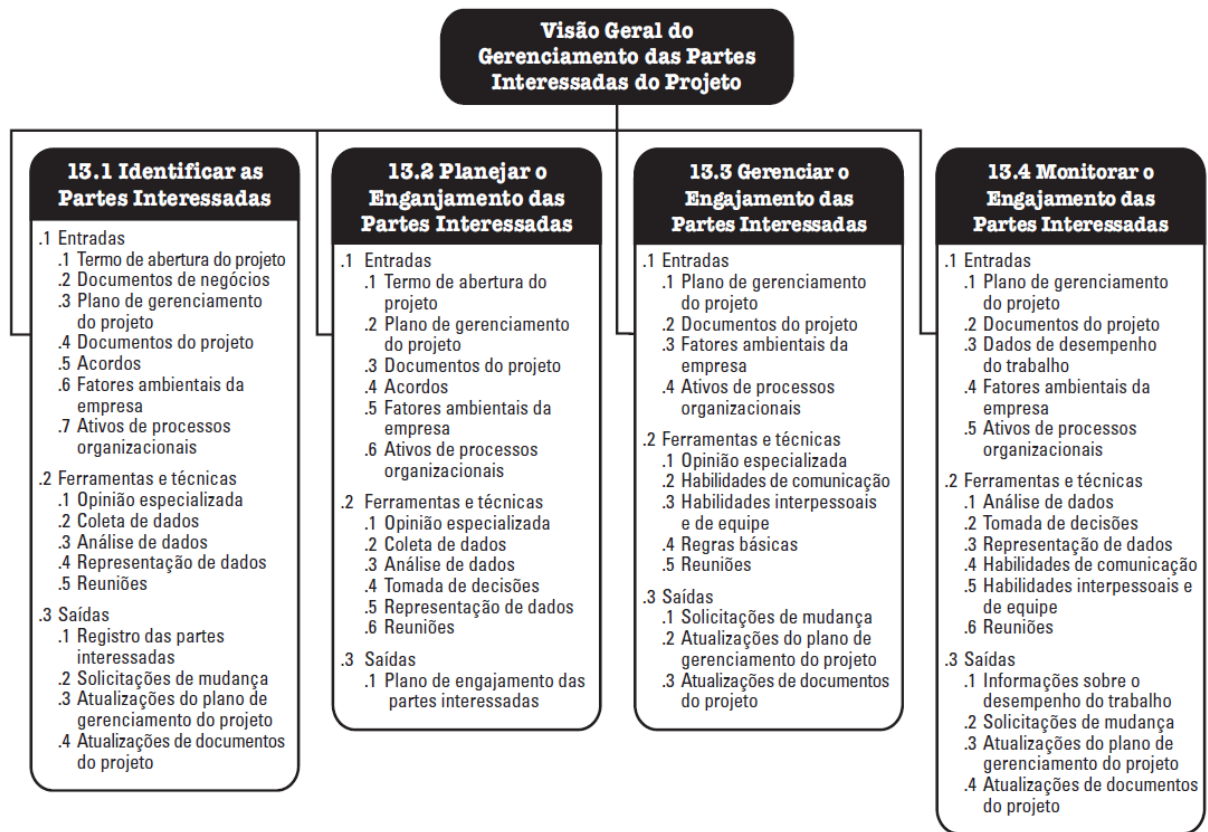 Visão Geral do
Gerenciamento das Partes
Interessadas do Projeto
13.1 Identificar as
Partes Interessadas
.1 Entradas
.1 Termo de abertura do projeto
.2 Documentos de negócios
.3 Plano de gerenciamento
do projeto
.4 Documentos do projeto
.5 Acordos
.6 Fatores ambientais da
empresa
.7 Ativos de processos
organizacionais
.2 Ferramentas e técnicas
.1 Opinião especializada
.2 Coleta de dados
.3 Análise de dados
.4 Representação de dados
.5 Reuniões
.3 Saídas
.1 Registro das partes
interessadas
.2 Solicitações de mudança
.3 Atualizações do plano de
gerenciamento do projeto
.4 Atualizações de documentos
do projeto
13.2 Planejar o
Enganjamento das
Partes Interessadas
.1 Entradas
.1 Termo de abertura do
projeto
.2 Plano de gerenciamento
do projeto
.3 Documentos do projeto
.4 Acordos
.5 Fatores ambientais da
empresa
.6 Ativos de processos
organizacionais
.2 Ferramentas e técnicas
.1 Opinião especializada
.2 Coleta de dados
.3 Análise de dados
.4 Tomada de decisões
.5 Representação de dados
.6 Reuniões
.3 Saídas
.1 Plano de engajamento das
partes interessadas
13.3 Gerenciar o
Engajamento das
Partes Interessadas
.1 Entradas
.1 Plano de gerenciamento
do projeto
.2 Documentos do projeto
.3 Fatores ambientais da
empresa
.4 Ativos de processos
organizacionais
.2 Ferramentas e técnicas
.1 Opinião especializada
.2 Habilidades de comunicação
.3 Habilidades interpessoais
e de equipe
.4 Regras básicas
.5 Reuniões
.3 Saídas
.1 Solicitações de mudança
.2 Atualizações do plano de
gerenciamento do projeto
.3 Atualizações de documentos
do projeto
13.4 Monitorar o
Engajamento das
Partes Interessadas
.1 Entradas
.1 Plano de gerenciamento
do projeto
.2 Documentos do projeto
.3 Dados de desempenho
do trabalho
.4 Fatores ambientais da
empresa
.5 Ativos de processos
organizacionais
.2 Ferramentas e técnicas
.1 Análise de dados
.2 Tomada de decisões
.3 Representação de dados
.4 Habilidades de comunicação
.5 Habilidades interpessoais e
de equipe
.6 Reuniões
.3 Saídas
.1 Informações sobre o
desempenho do trabalho
.2 Solicitações de mudança
.3 Atualizações do plano de
gerenciamento do projeto
.4 Atualizações de documentos
do projeto